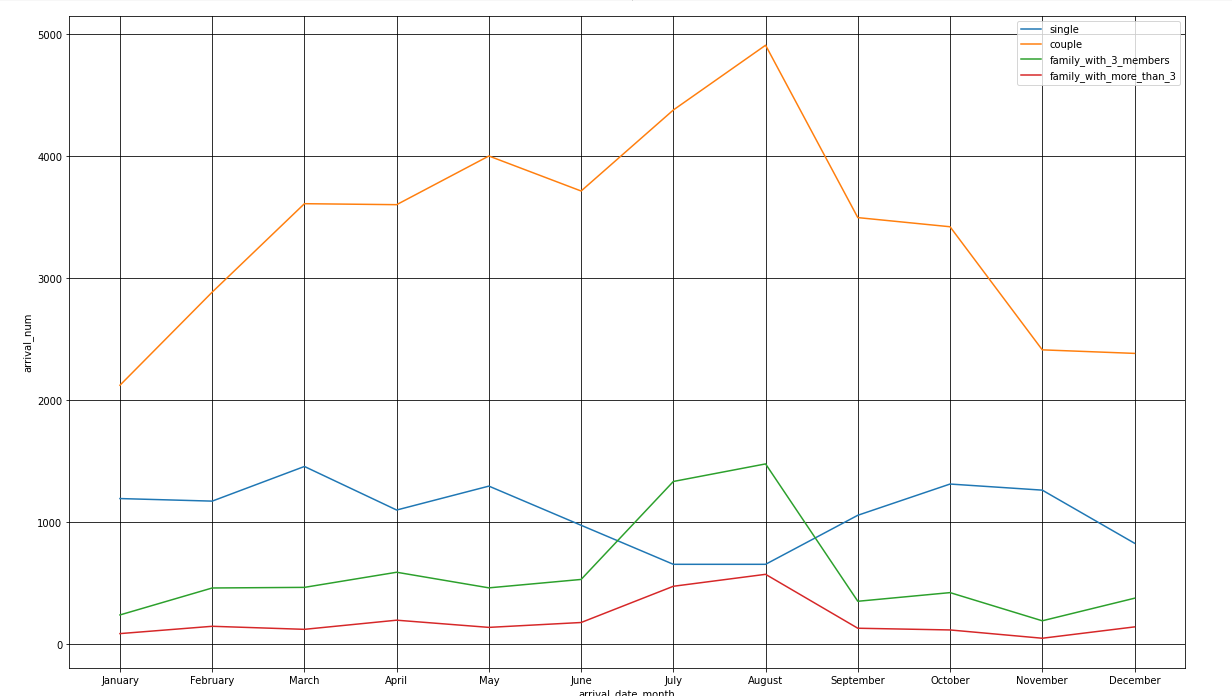 single
couple
family_with_3_members
family_with_more_than_3
5000
4000
3000
2000
1000
0
arrival_num
January February March April May June July August September October November December
arrival_date_month